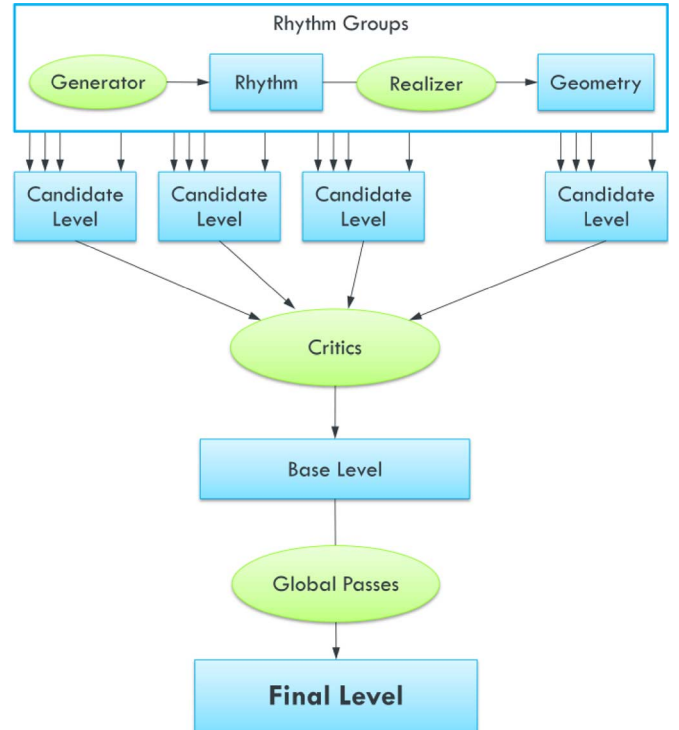 Rhythm Groups
Generator
Rhythm
Realizer
Geometry
Candidate
Level
Candidate
Level
Candidate
Level
Candidate
Level
Critics
Base Level
Global Passes
Final Level